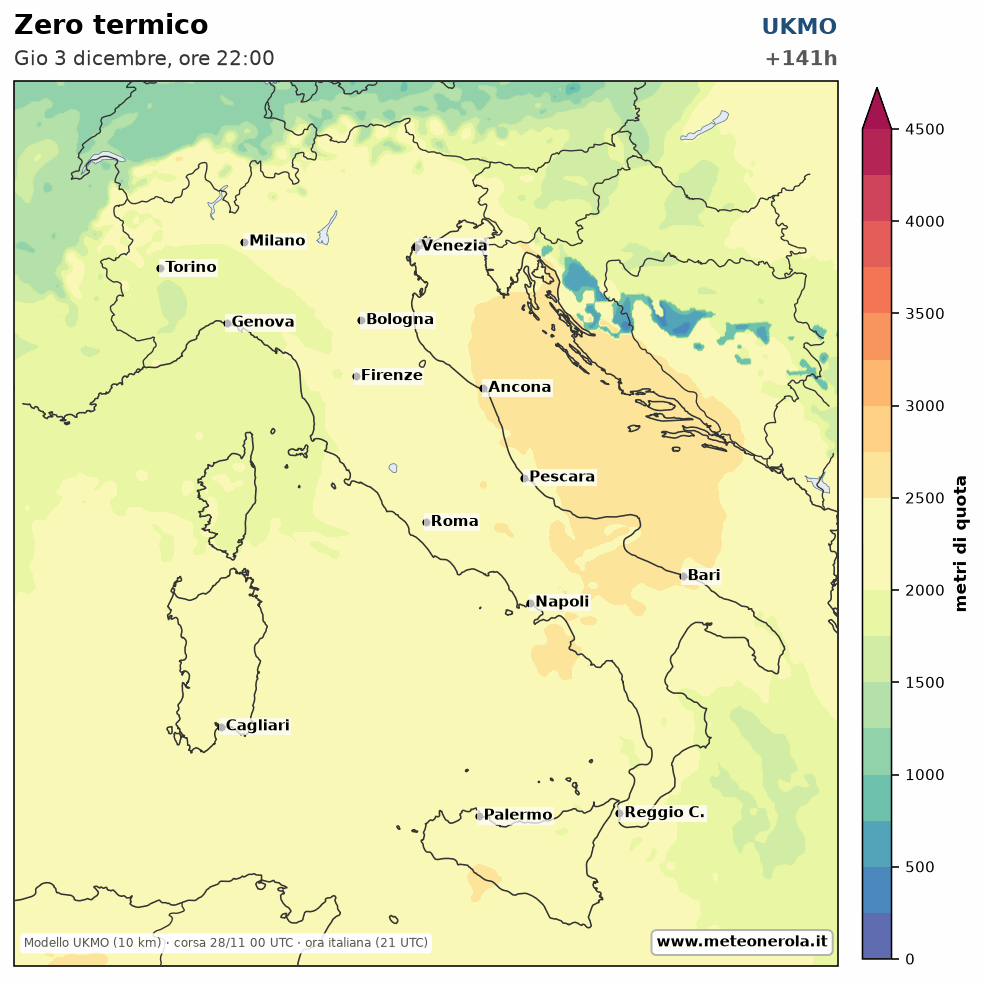 Zero termico
UKMO
Gio 3 dicembre, ore 22:00
+141h
Milano
Venezia
Torino
Genova
Bologna
Firenze
Ancona
Pescara
Roma
Bari
Napoli
Cagliari
Palermo
Reggio C.
4500
4000
3500
3000
2500
2000
1500
1000
500
0
metri di quota
Modello UKMO (10 km) · corsa 28/11 00 UTC · ora italiana (21 UTC)
www.meteonerola.it